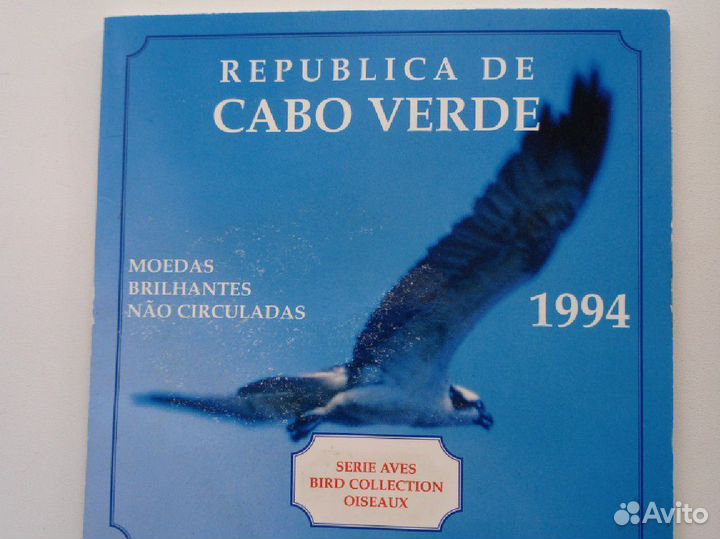 REPUBLICA DE
CABO VERDE
MOEDAS
BRILHANTES
NÃO CIRCULADAS
1994
SERIE AVES
BIRD COLLECTION
OISEAUX
Avito